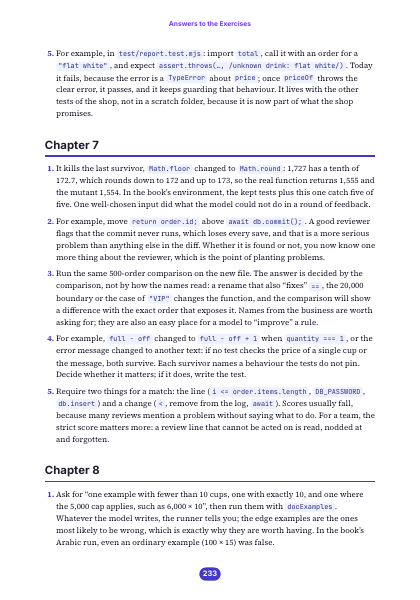 Answers to the Exercises
5. For example, in test/report.test.mjs: import total, call it with an order for a
"flat white", and expect assert.throws(…, /unknown drink: flat white/). Today
it fails, because the error is a TypeError about price; once priceOf throws the
clear error, it passes, and it keeps guarding that behaviour. It lives with the other
tests of the shop, not in a scratch folder, because it is now part of what the shop
promises.
Chapter 7
1. It kills the last survivor, Math.floor changed to Math.round: 1,727 has a tenth of
172.7, which rounds down to 172 and up to 173, so the real function returns 1,555 and
the mutant 1,554. In the book's environment, the kept tests plus this one catch five of
five. One well-chosen input did what the model could not do in a round of feedback.
2. For example, move return order.id; above await db.commit();. A good reviewer
flags that the commit never runs, which loses every save, and that is a more serious
problem than anything else in the diff. Whether it is found or not, you now know one
more thing about the reviewer, which is the point of planting problems.
3. Run the same 500-order comparison on the new file. The answer is decided by the
comparison, not by how the names read: a rename that also “fixes” ==, the 20,000
boundary or the case of "VIP" changes the function, and the comparison will show
a difference with the exact order that exposes it. Names from the business are worth
asking for; they are also an easy place for a model to “improve” a rule.
4. For example, full - off changed to full - off + 1 when quantity === 1, or the
error message changed to another text: if no test checks the price of a single cup or
the message, both survive. Each survivor names a behaviour the tests do not pin.
Decide whether it matters; if it does, write the test.
5. Require two things for a match: the line (i <= order.items.length, DB_PASSWORD,
db.insert) and a change (<, remove from the log, await). Scores usually fall,
because many reviews mention a problem without saying what to do. For a team, the
strict score matters more: a review line that cannot be acted on is read, nodded at
and forgotten.
Chapter 8
1. Ask for “one example with fewer than 10 cups, one with exactly 10, and one where
the 5,000 cap applies, such as 6,000 × 10”, then run them with docExamples.
Whatever the model writes, the runner tells you; the edge examples are the ones
most likely to be wrong, which is exactly why they are worth having. In the book's
Arabic run, even an ordinary example (100 × 15) was false.
233